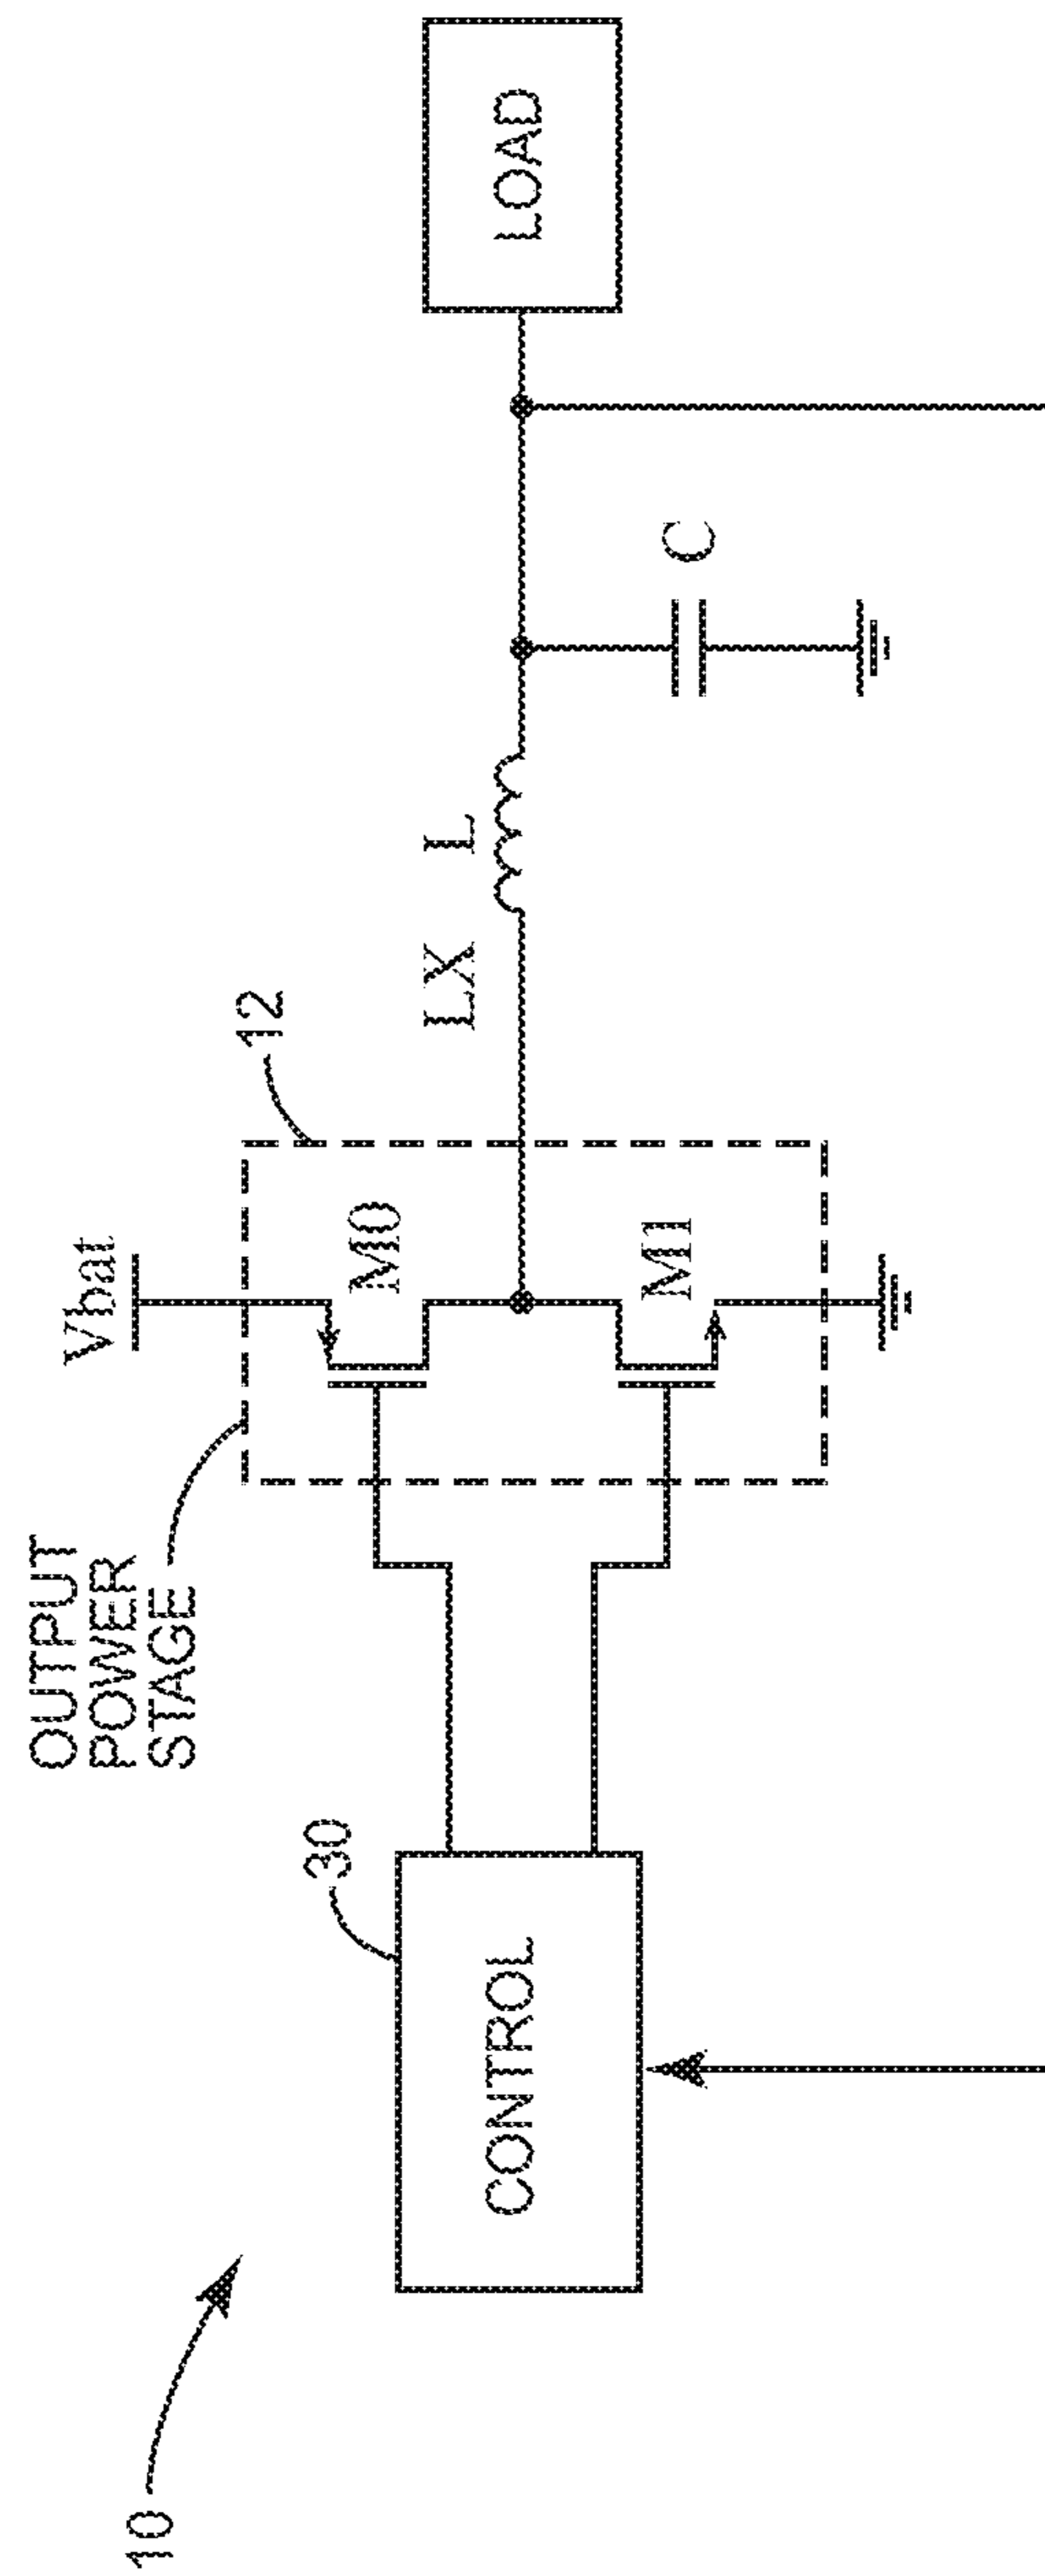 10
CONTROL
30
OUTPUT
POWER
STAGE
Vbat
12
M0
M1
LX
L
C
LOAD